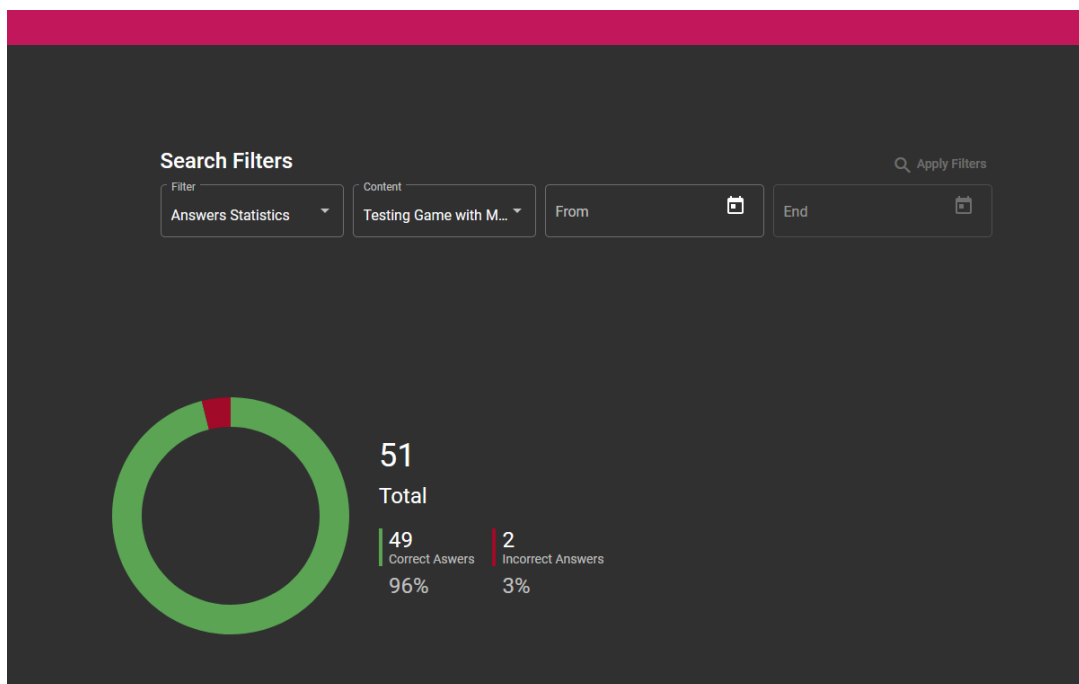 Search Filters
Apply Filters
Filter
Answers Statistics
Content
Testing Game with M...
From
End
51
Total
49
Correct Aswers
96%
2
Incorrect Answers
3%